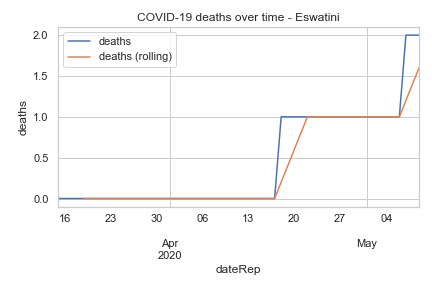 COVID-19 deaths over time - Eswatini
deaths
deaths (rolling)
deaths
2.0
1.5
1.0
0.5
0.0
16 23 30 06 13 20 27 04
Apr May
2020
dateRep